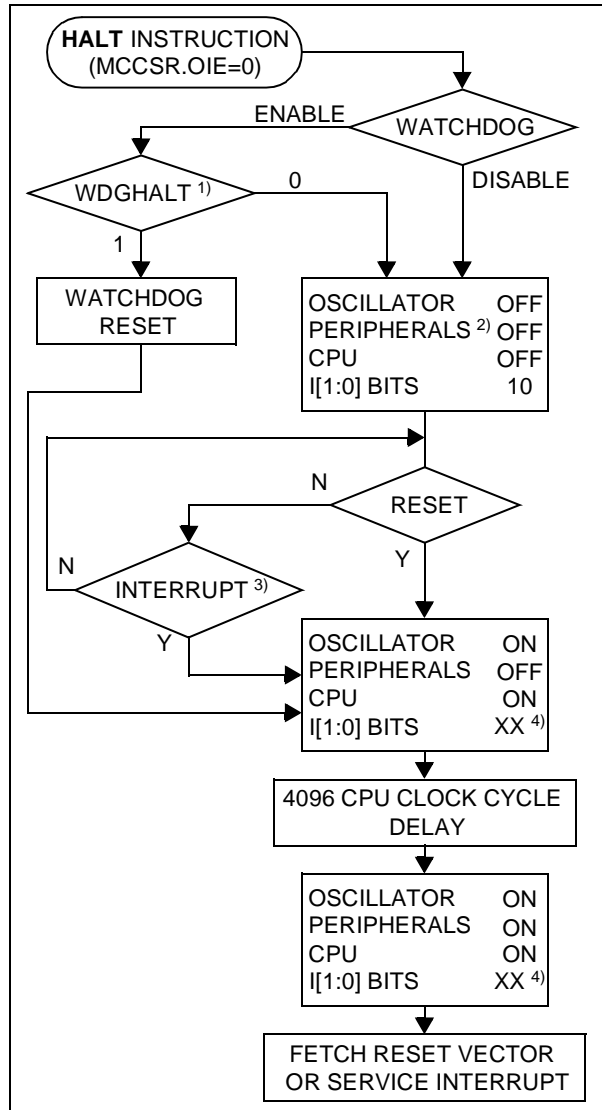 HALT INSTRUCTION
(MCCSR.OIE=0)
ENABLE
WATCHDOG
WDGHALT 1)
0
DISABLE
1
WATCHDOG
RESET
OSCILLATOR OFF
PERIPHERALS 2) OFF
CPU OFF
I[1:0] BITS 10
N
RESET
Y
N
INTERRUPT 3)
Y
OSCILLATOR ON
PERIPHERALS OFF
CPU ON
I[1:0] BITS XX 4)
4096 CPU CLOCK CYCLE
DELAY
OSCILLATOR ON
PERIPHERALS ON
CPU ON
I[1:0] BITS XX 4)
FETCH RESET VECTOR
OR SERVICE INTERRUPT